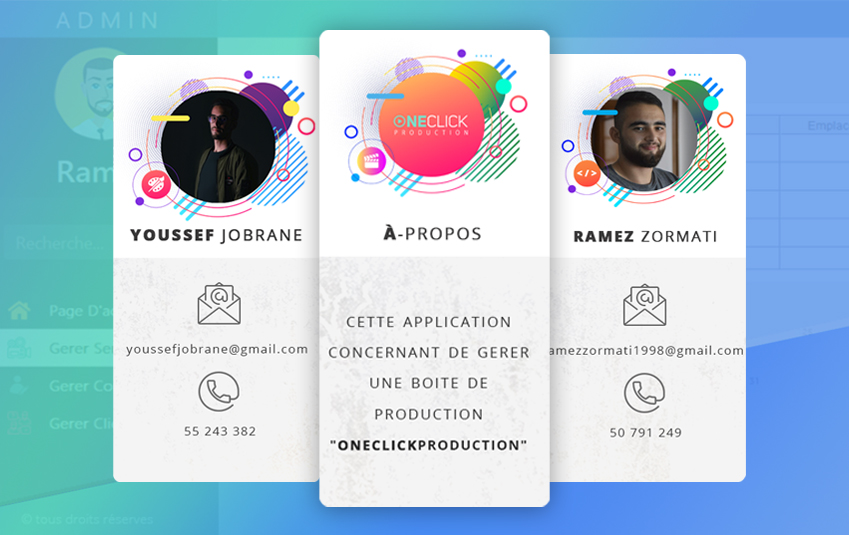 ADMIN
Ram
Recherche...
Page D'ac
Gerer Se
Gerer Co
Gerer Clie
© tous droits réservés
YOUSSEF JOBRANE
youssefjobrane@gmail.com
55 243 382
ONECLICK
PRODUCTION
À-PROPOS
CETTE APPLICATION
CONCERNANT DE GERER
UNE BOITE DE
PRODUCTION
"ONECLICKPRODUCTION"
</>
RAMEZ ZORMATI
amezzormati1998@gmail.com
50 791 249
Emplac